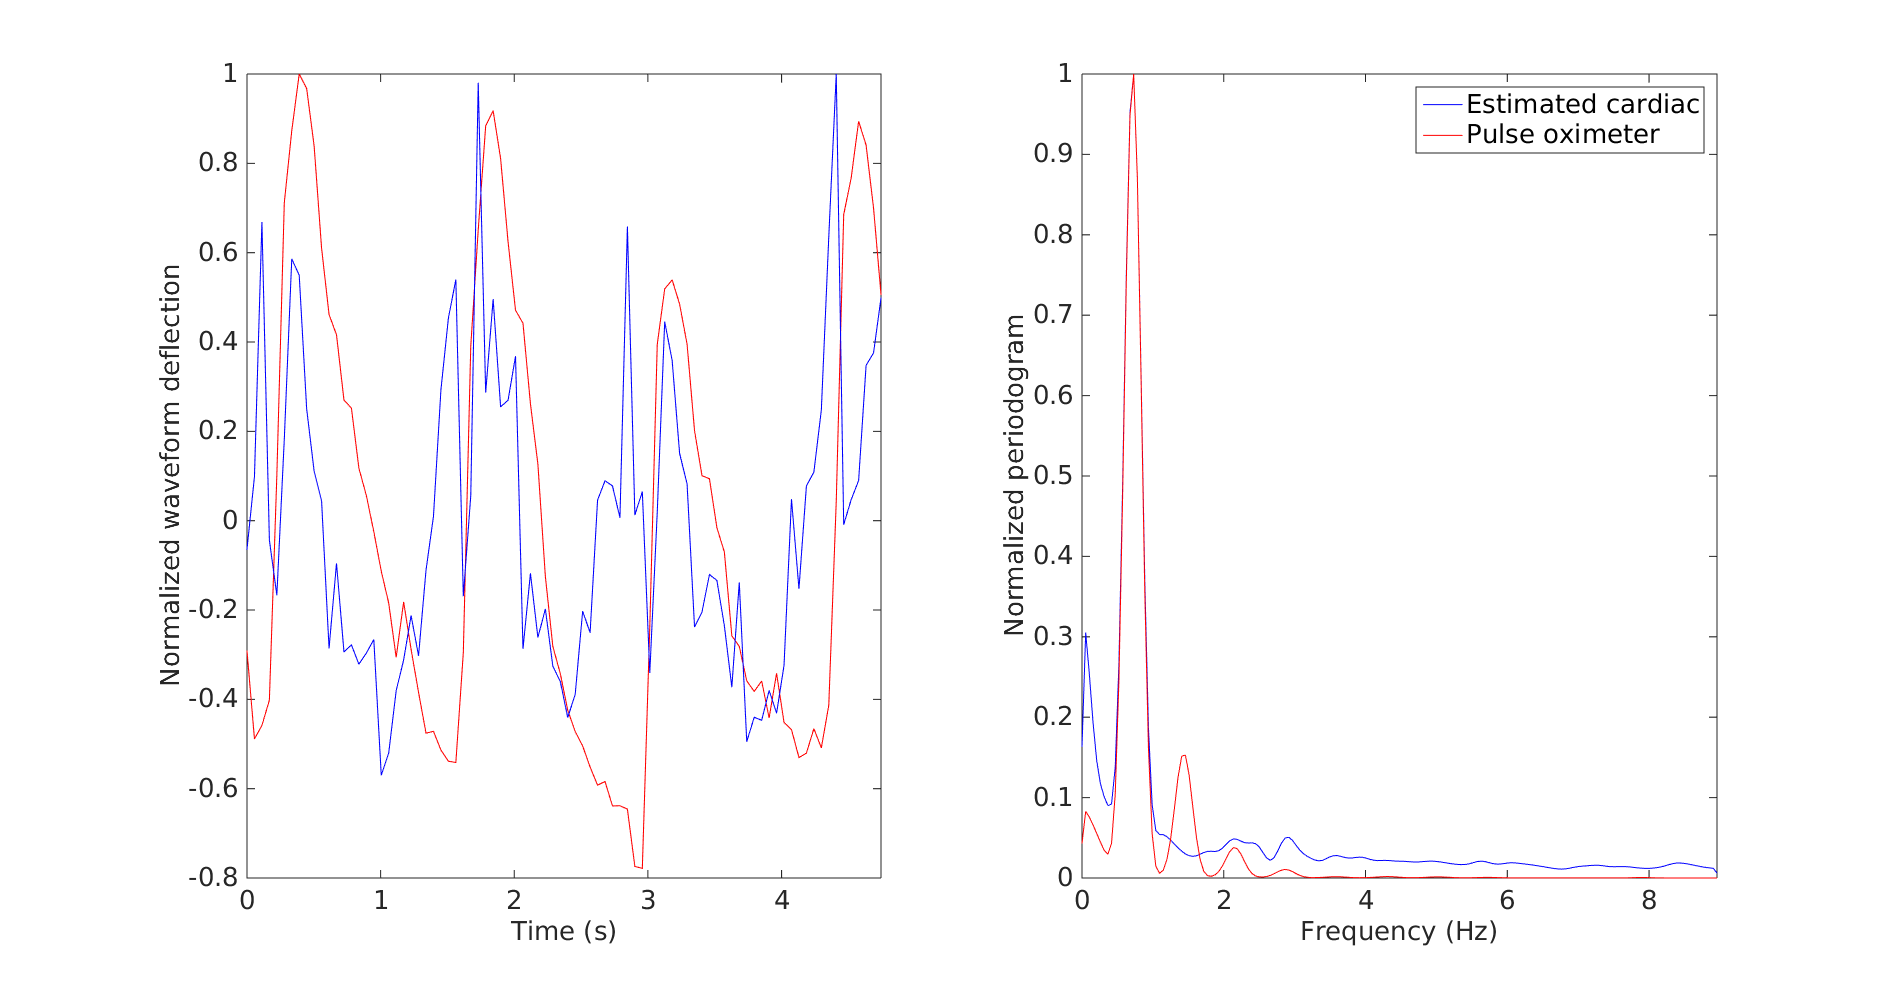 Normalized waveform deflection
1
0.8
0.6
0.4
0.2
0
-0.2
-0.4
-0.6
-0.8
0 1 2 3 4
Time (s)
Normalized periodogram
1
0.9
0.8
0.7
0.6
0.5
0.4
0.3
0.2
0.1
0
0 2 4 6 8
Frequency (Hz)
Estimated cardiac
Pulse oximeter